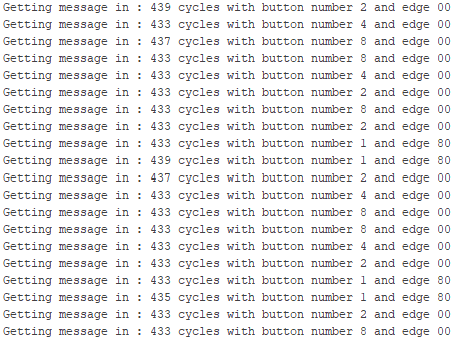 Getting message in : 439 cycles with button number 2 and edge 00
Getting message in : 433 cycles with button number 4 and edge 00
Getting message in : 437 cycles with button number 8 and edge 00
Getting message in : 433 cycles with button number 8 and edge 00
Getting message in : 433 cycles with button number 4 and edge 00
Getting message in : 433 cycles with button number 2 and edge 00
Getting message in : 433 cycles with button number 8 and edge 00
Getting message in : 433 cycles with button number 2 and edge 00
Getting message in : 433 cycles with button number 1 and edge 80
Getting message in : 439 cycles with button number 1 and edge 80
Getting message in : 437 cycles with button number 2 and edge 00
Getting message in : 433 cycles with button number 4 and edge 00
Getting message in : 433 cycles with button number 8 and edge 00
Getting message in : 433 cycles with button number 8 and edge 00
Getting message in : 433 cycles with button number 4 and edge 00
Getting message in : 433 cycles with button number 2 and edge 00
Getting message in : 433 cycles with button number 1 and edge 80
Getting message in : 435 cycles with button number 1 and edge 80
Getting message in : 433 cycles with button number 2 and edge 00
Getting message in : 433 cycles with button number 8 and edge 00